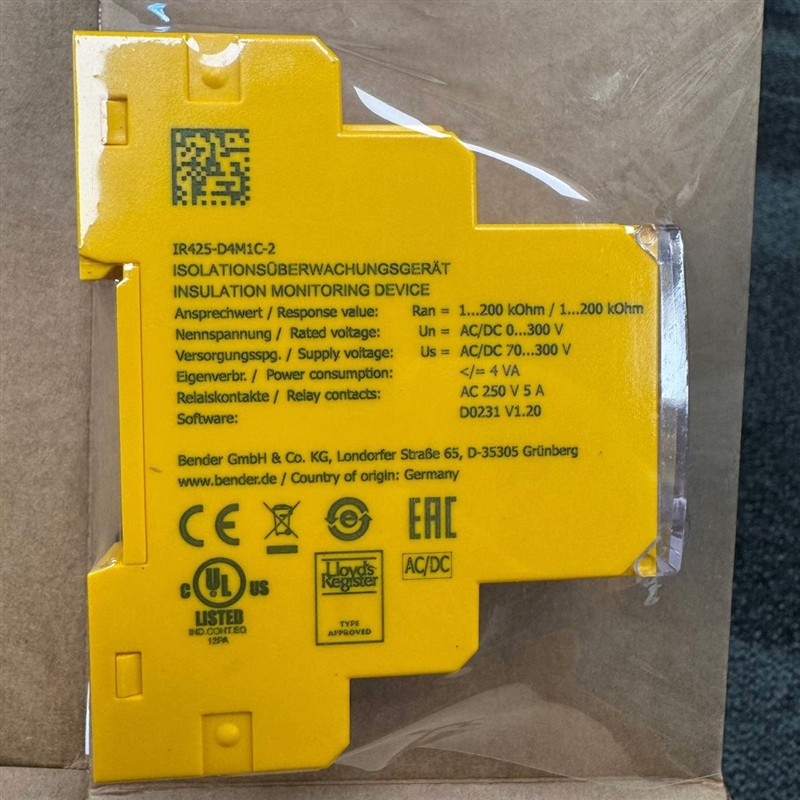 IR425-D4M1C-2
ISOLATIONSÜBERWACHUNGSGERÄT
INSULATION MONITORING DEVICE
Ansprechwert / Response value: Ran = 1...200 kOhm / 1...200 kOhm
Nennspannung / Rated voltage: Un = AC/DC 0...300 V
Versorgungsspg. / Supply voltage: Us = AC/DC 70...300 V
Eigenverbr. / Power consumption: </= 4 VA
Relaiskontakte / Relay contacts: AC 250 V 5 A
Software: D0231 V1.20
Bender GmbH & Co. KG, Londorfer Straße 65, D-35305 Grünberg
www.bender.de / Country of origin: Germany
CE EAC
C UL US
LISTED
IND.CONT.EQ
12PA
Lloyd's
Register
TYPE
APPROVED
AC/DC